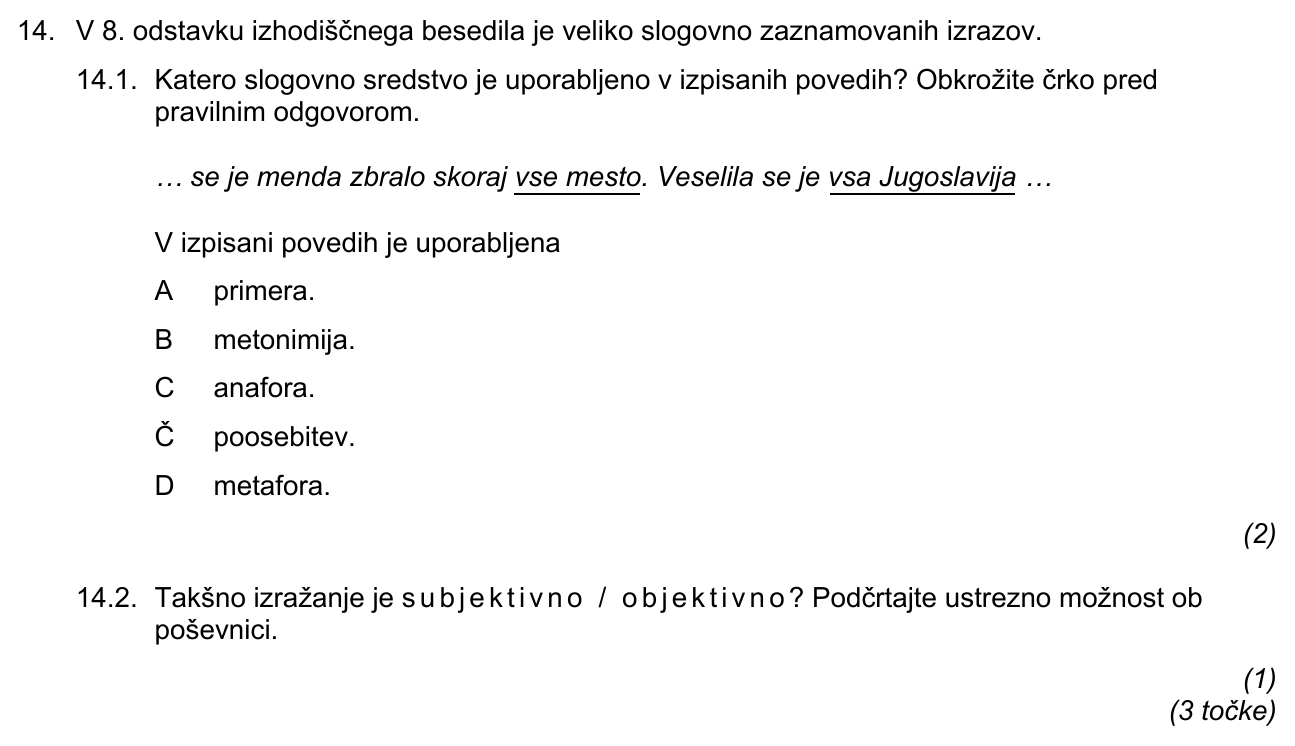 14. V 8. odstavku izhodiščnega besedila je veliko slogovno zaznamovanih izrazov.
14.1. Katero slogovno sredstvo je uporabljeno v izpisanih povedih? Obkrožite črko pred
pravilnim odgovorom.
… se je menda zbralo skoraj vse mesto. Veselila se je vsa Jugoslavija …
V izpisani povedih je uporabljena
A primera.
B metonimija.
C anafora.
Č poosebitev.
D metafora.
(2)
14.2. Takšno izražanje je subjektivno / objektivno? Podčrtajte ustrezno možnost ob
poševnici.
(1)
(3 točke)